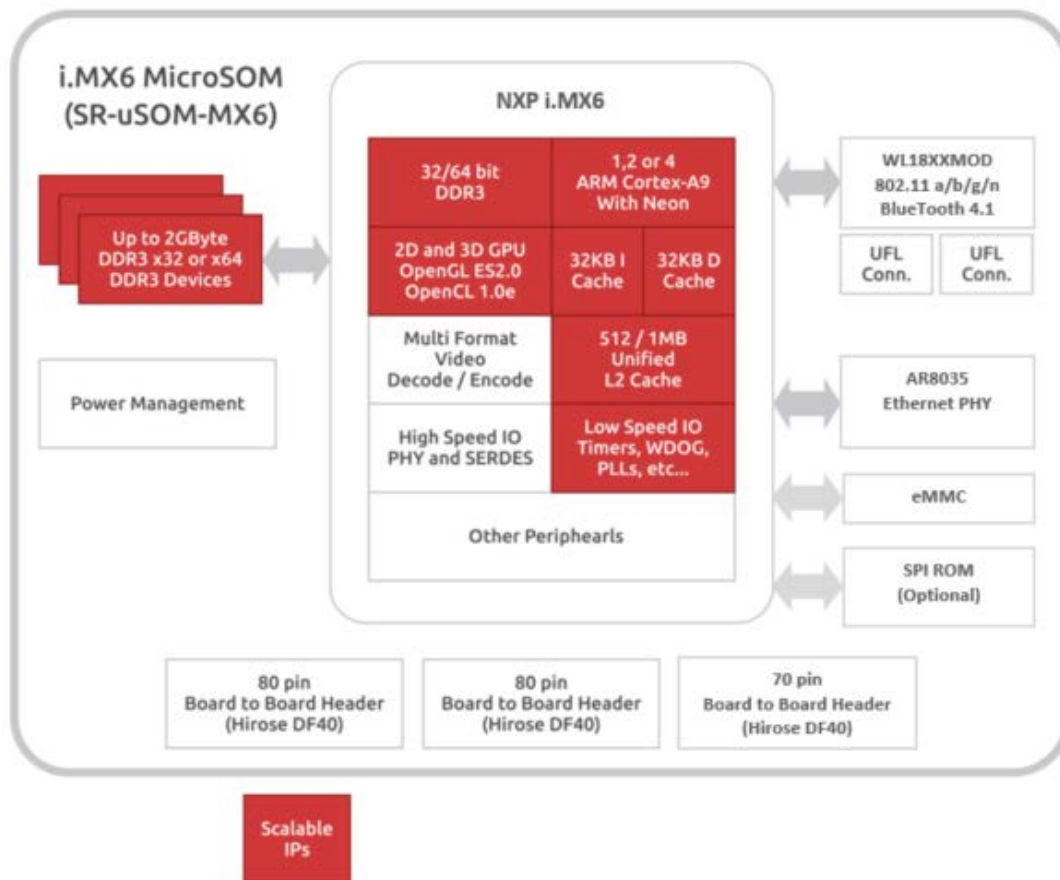 i.MX6 MicroSOM
(SR-uSOM-MX6)
NXP i.MX6
32/64 bit
DDR3
1,2 or 4
ARM Cortex-A9
With Neon
2D and 3D GPU
OpenGL ES2.0
OpenCL 1.0e
32KB I
Cache
32KB D
Cache
Multi Format
Video
Decode / Encode
512 / 1MB
Unified
L2 Cache
High Speed IO
PHY and SERDES
Low Speed IO
Timers, WDOG,
PLLs, etc...
Other Periphearls
Up to 2GByte
DDR3 x32 or x64
DDR3 Devices
Power Management
WL18XXMOD
802.11 a/b/g/n
BlueTooth 4.1
UFL
Conn.
UFL
Conn.
AR8035
Ethernet PHY
eMMC
SPI ROM
(Optional)
80 pin
Board to Board Header
(Hirose DF40)
80 pin
Board to Board Header
(Hirose DF40)
70 pin
Board to Board Header
(Hirose DF40)
Scalable
IPs